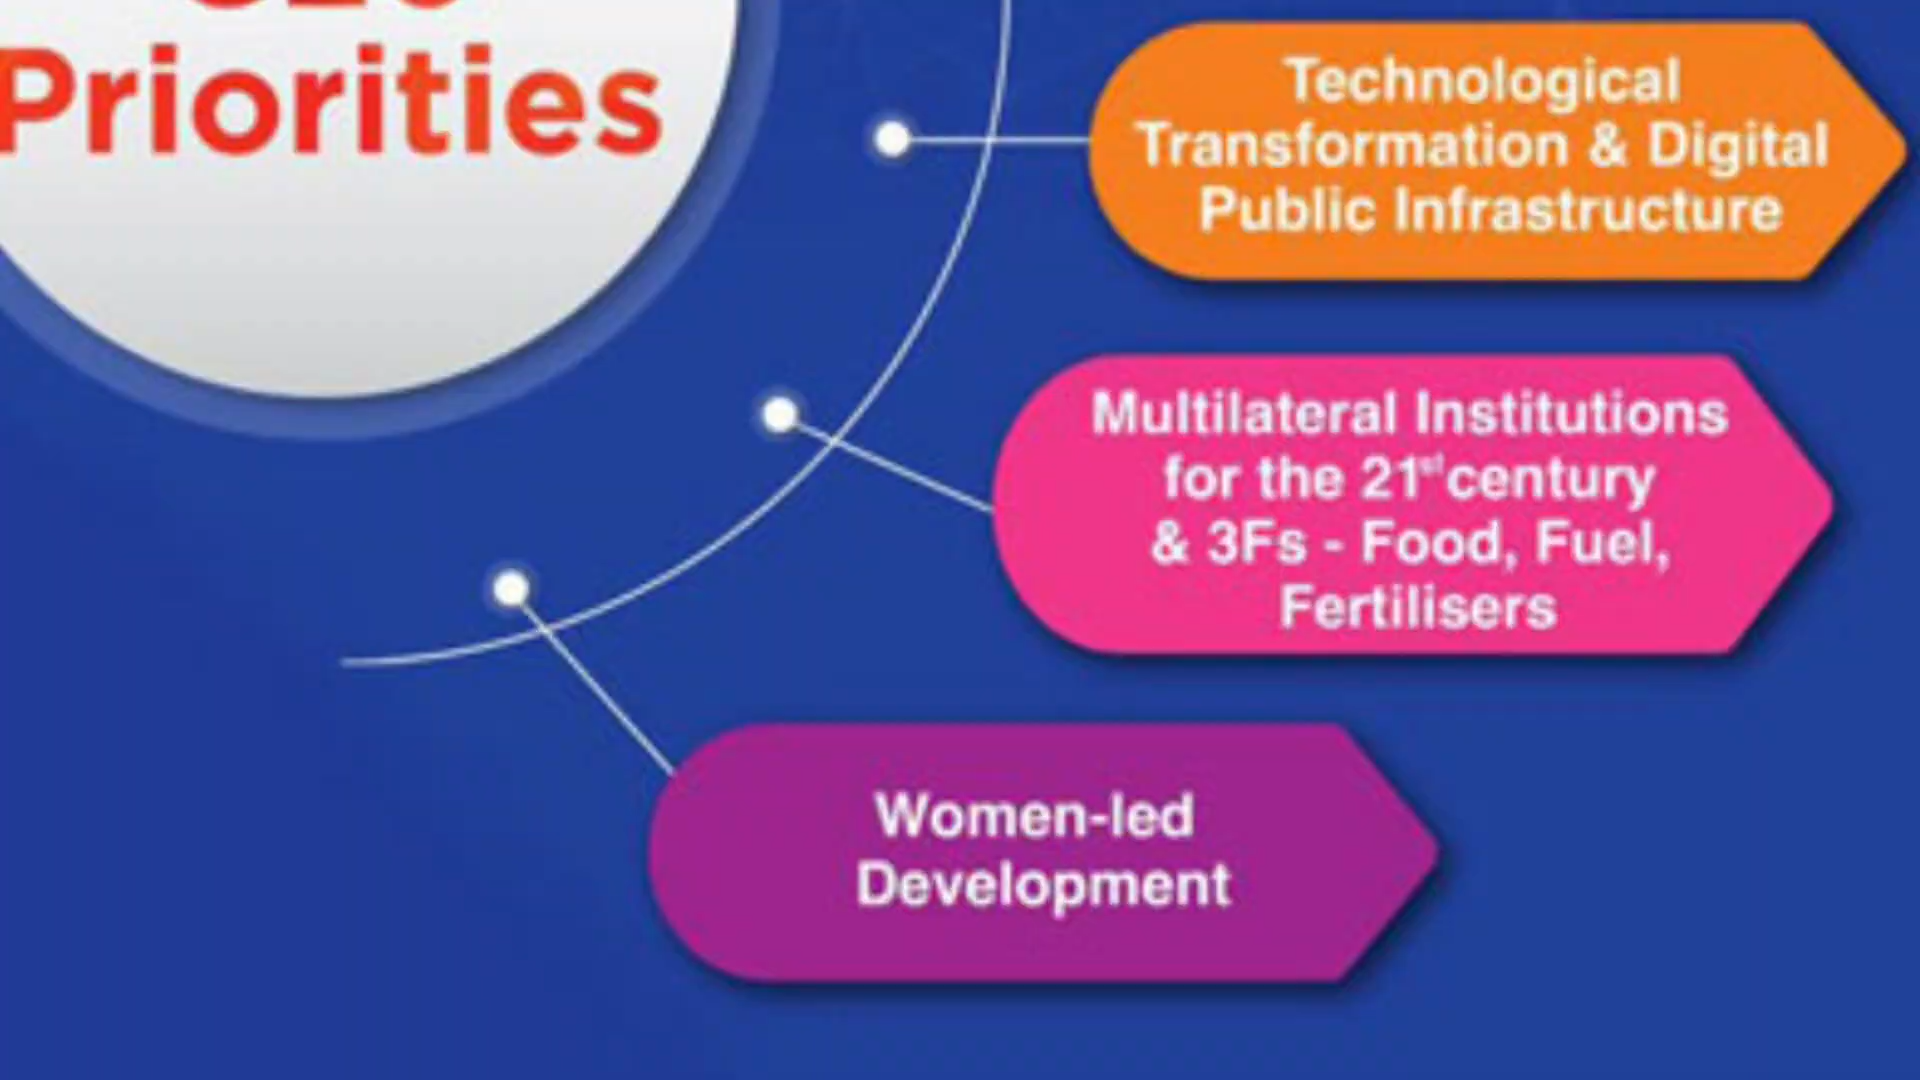 Priorities
Technological
Transformation & Digital
Public Infrastructure
Multilateral Institutions
for the 21st century
& 3Fs - Food, Fuel,
Fertilisers
Women-led
Development